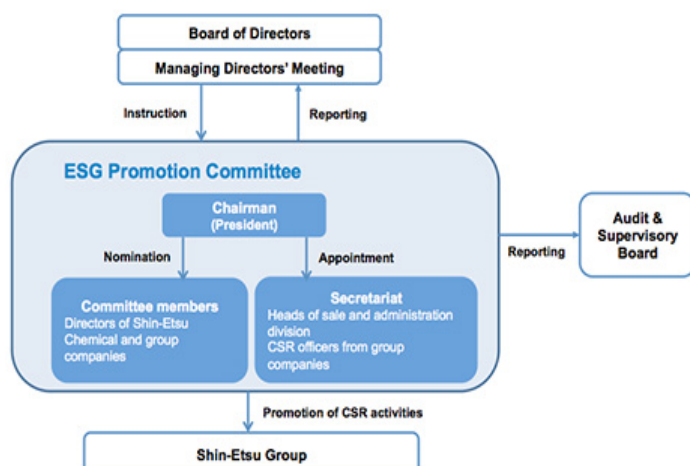 Board of Directors
Managing Directors' Meeting
Instruction
Reporting
ESG Promotion Committee
Chairman
(President)
Nomination
Appointment
Committee members
Directors of Shin-Etsu
Chemical and group
companies
Secretariat
Heads of sale and administration
division
CSR officers from group
companies
Reporting
Audit &
Supervisory
Board
Promotion of CSR activities
Shin-Etsu Group